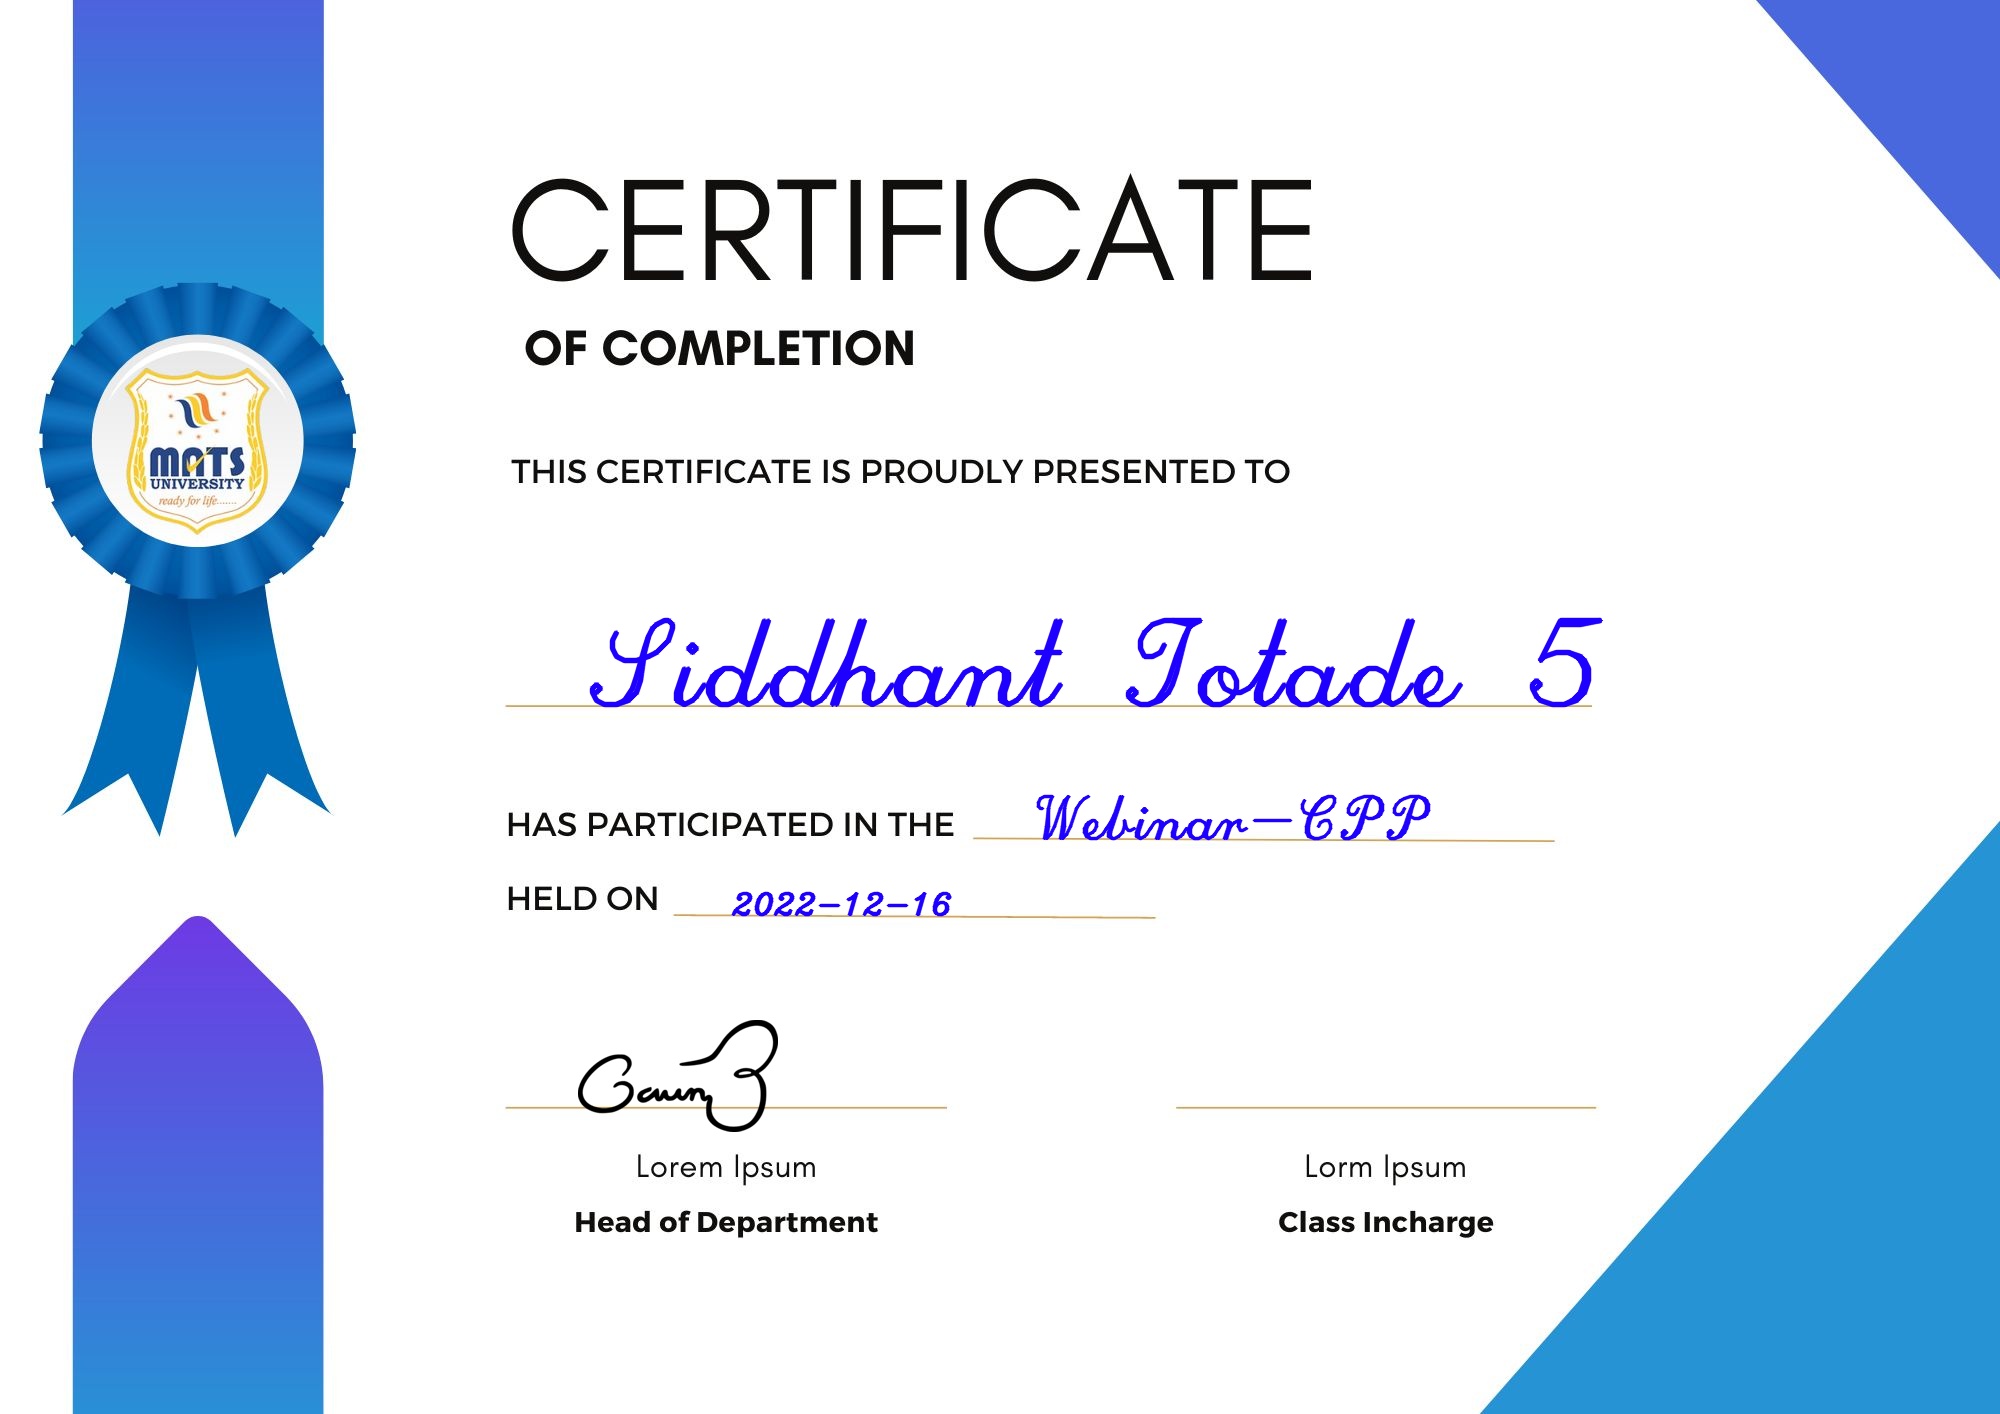 CERTIFICATE
OF COMPLETION
MATS
UNIVERSITY
ready for life.......
THIS CERTIFICATE IS PROUDLY PRESENTED TO
Siddhant Totade 5
HAS PARTICIPATED IN THE Webinar-CPP
HELD ON 2022-12-16
Lorem Ipsum
Head of Department
Lorm Ipsum
Class Incharge